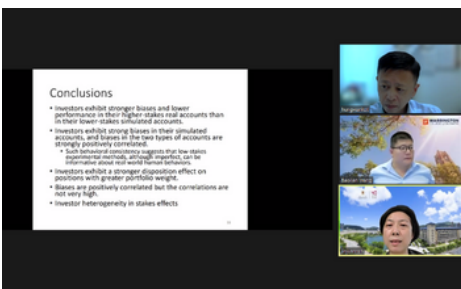 Conclusions
• Investors exhibit stronger biases and lower
performance in their higher-stakes real accounts than
in their lower-stakes simulated accounts.
• Investors exhibit strong biases in their simulated
accounts, and biases in the two types of accounts are
strongly positively correlated.
• Such behavioral consistency suggests that low-stakes
experimental methods, although imperfect, can be
informative about real world human behaviors.
• Investors exhibit a stronger disposition effect on
positions with greater portfolio weight.
• Biases are positively correlated but the correlations are
not very high.
• Investor heterogeneity in stakes effects
WASHINGTON